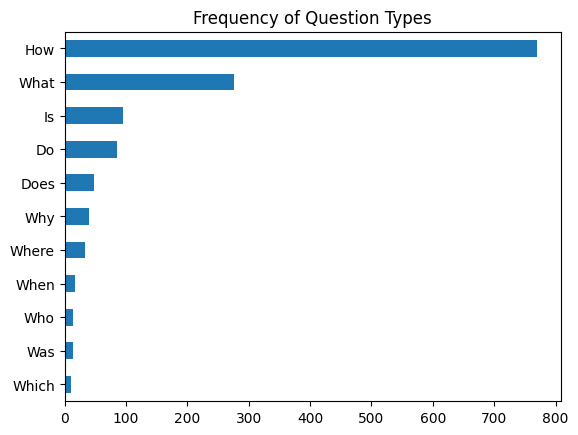 Frequency of Question Types
How
What
Is
Do
Does
Why
Where
When
Who
Was
Which
0 100 200 300 400 500 600 700 800